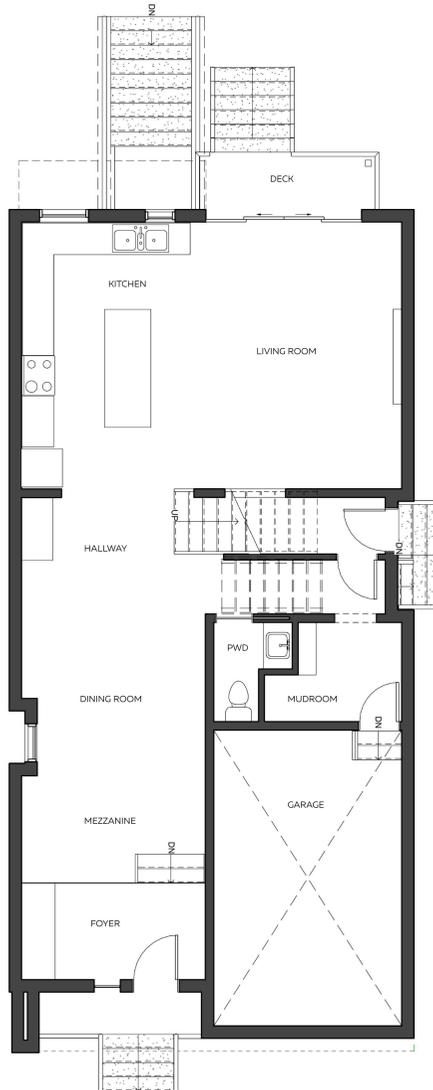 DN
DECK
KITCHEN
LIVING ROOM
UP
HALLWAY
DN
PWD
DINING ROOM
MUDROOM
DN
GARAGE
MEZZANINE
DN
FOYER